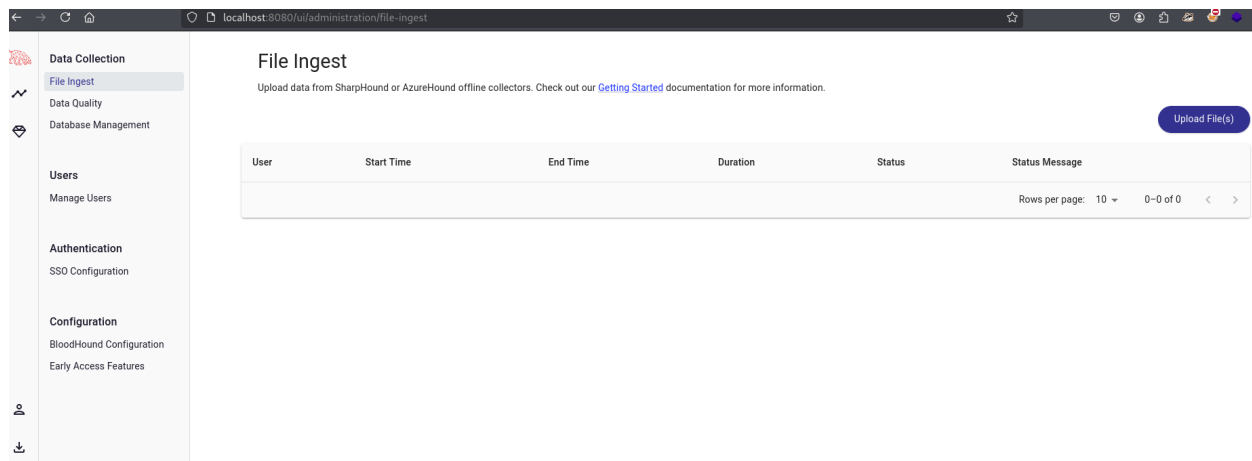 localhost:8080/ui/administration/file-ingest
Data Collection
File Ingest
Data Quality
Database Management
Users
Manage Users
Authentication
SSO Configuration
Configuration
BloodHound Configuration
Early Access Features
File Ingest
Upload data from SharpHound or AzureHound offline collectors. Check out our Getting Started documentation for more information.
Upload File(s)
User Start Time End Time Duration Status Status Message
Rows per page: 10 0–0 of 0